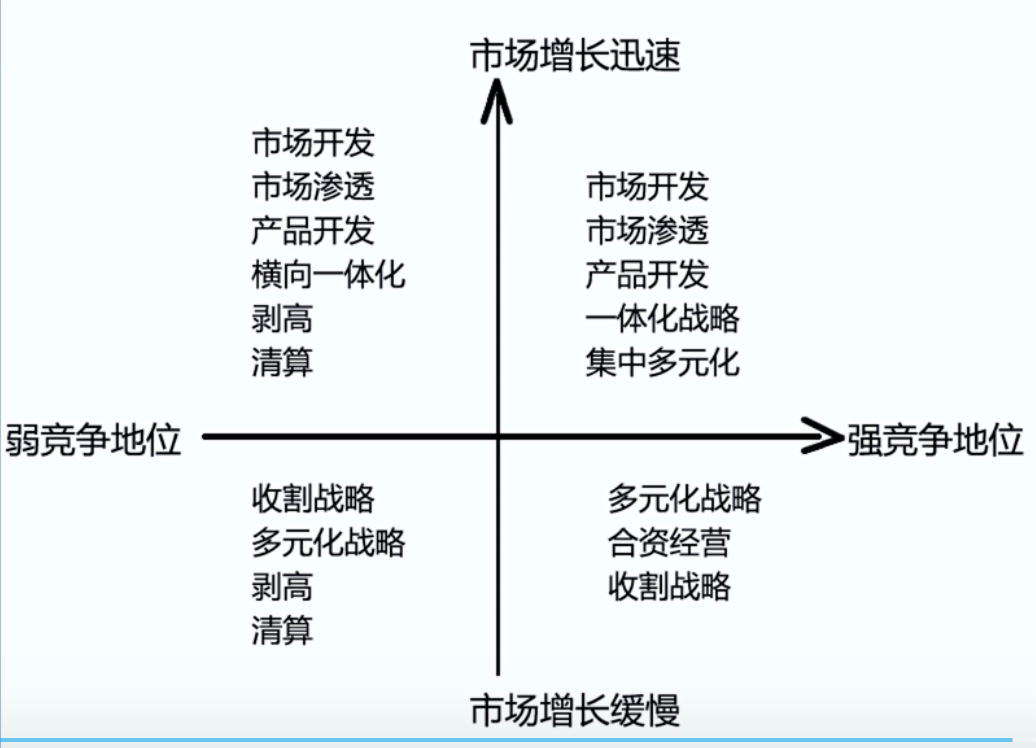 市场增长迅速
市场开发
市场渗透
产品开发
横向一体化
剥高
清算
市场开发
市场渗透
产品开发
一体化战略
集中多元化
弱竞争地位
强竞争地位
收割战略
多元化战略
剥高
清算
多元化战略
合资经营
收割战略
市场增长缓慢